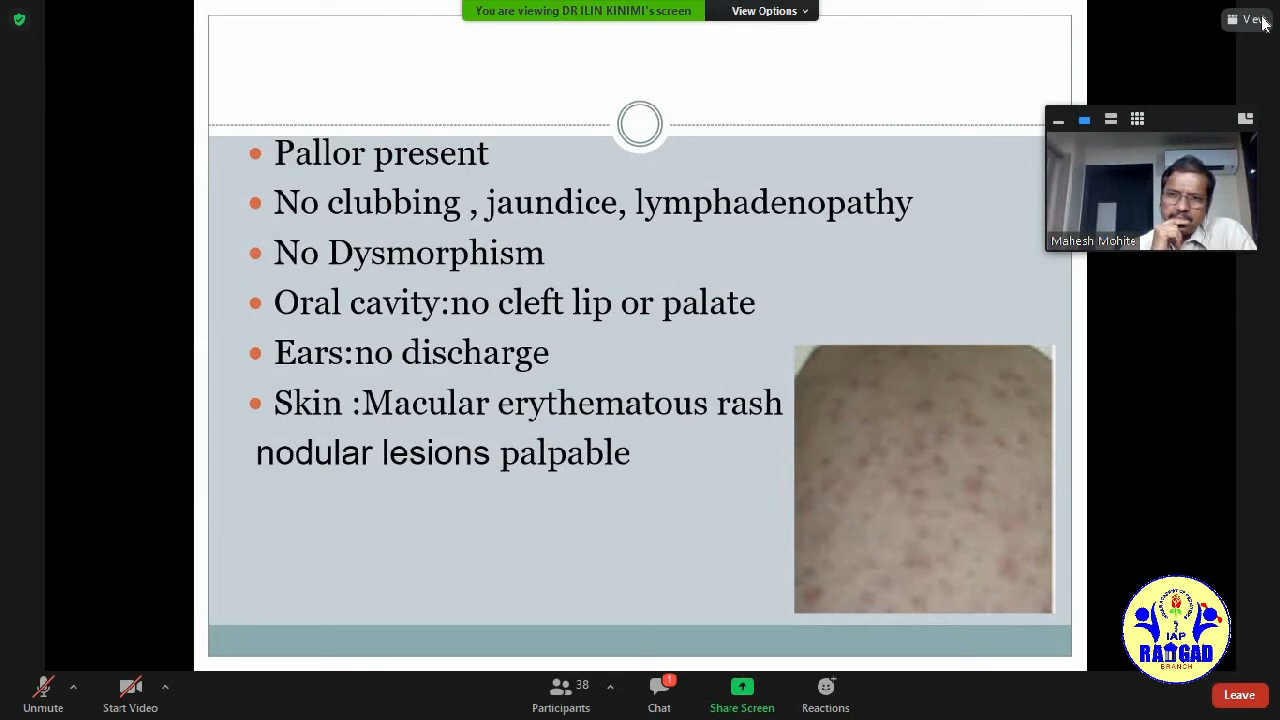 You are viewing DR ILIN KINIMI's screen
View Options
View
Pallor present
No clubbing , jaundice, lymphadenopathy
No Dysmorphism
Oral cavity:no cleft lip or palate
Ears:no discharge
Skin :Macular erythematous rash
nodular lesions palpable
Mahesh Mohite
IAP
RAIGAD
BRANCH
Unmute
Start Video
38
Participants
1
Chat
Share Screen
Reactions
Leave